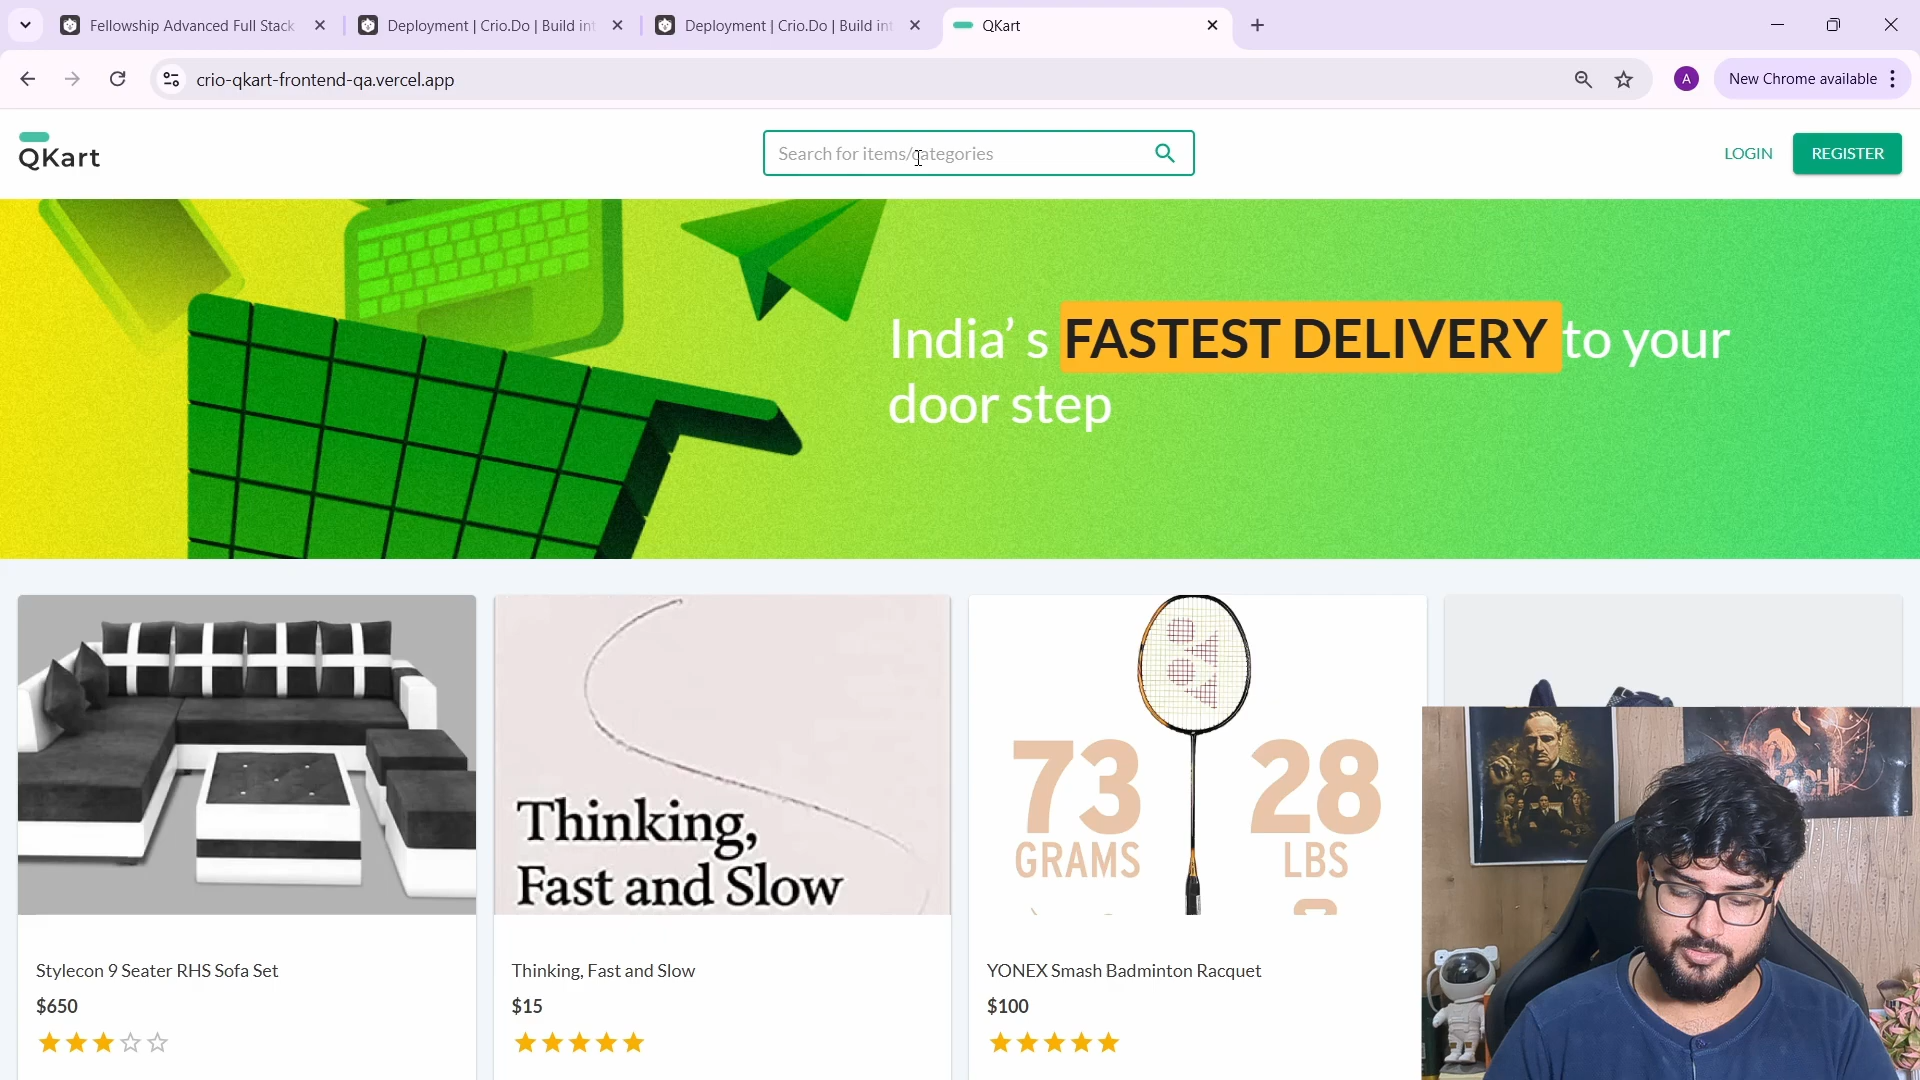 Fellowship Advanced Full Stack
Deployment | Crio.Do | Build int
Deployment | Crio.Do | Build int
QKart
crio-qkart-frontend-qa.vercel.app
A
New Chrome available
QKart
Search for items/categories
LOGIN
REGISTER
India's FASTEST DELIVERY to your
door step
Thinking,
Fast and Slow
73
GRAMS
28
LBS
Stylecon 9 Seater RHS Sofa Set
$650
Thinking, Fast and Slow
$15
YONEX Smash Badminton Racquet
$100